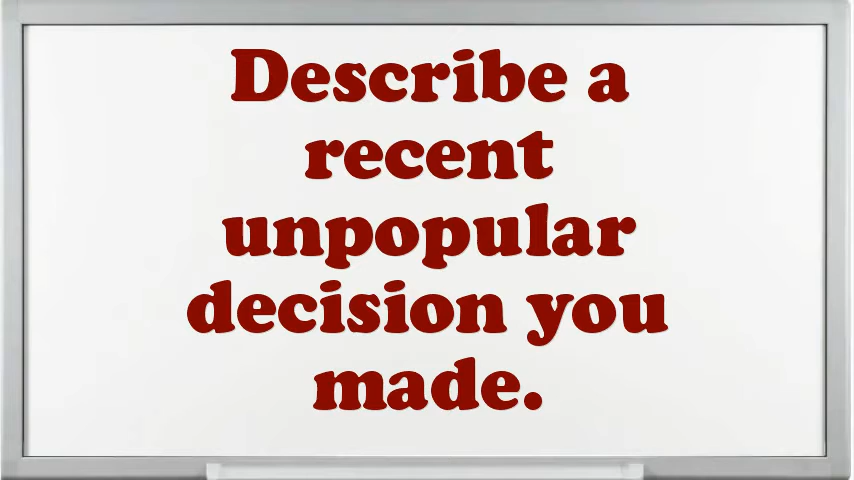 Describe a
recent
unpopular
decision you
made.